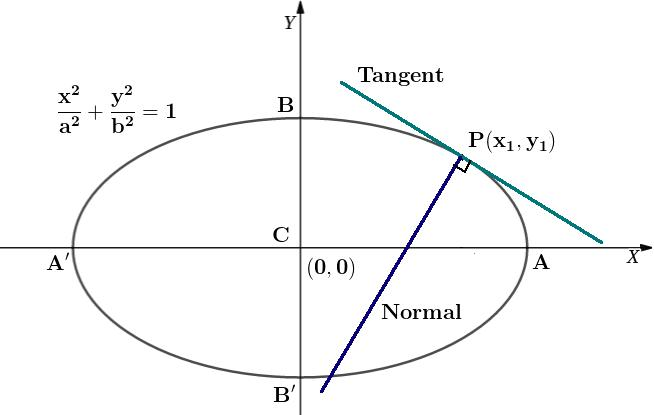 Y
Tangent
x²/a² + y²/b² = 1
B
P(x₁, y₁)
C
A′
(0, 0)
A
X
Normal
B′